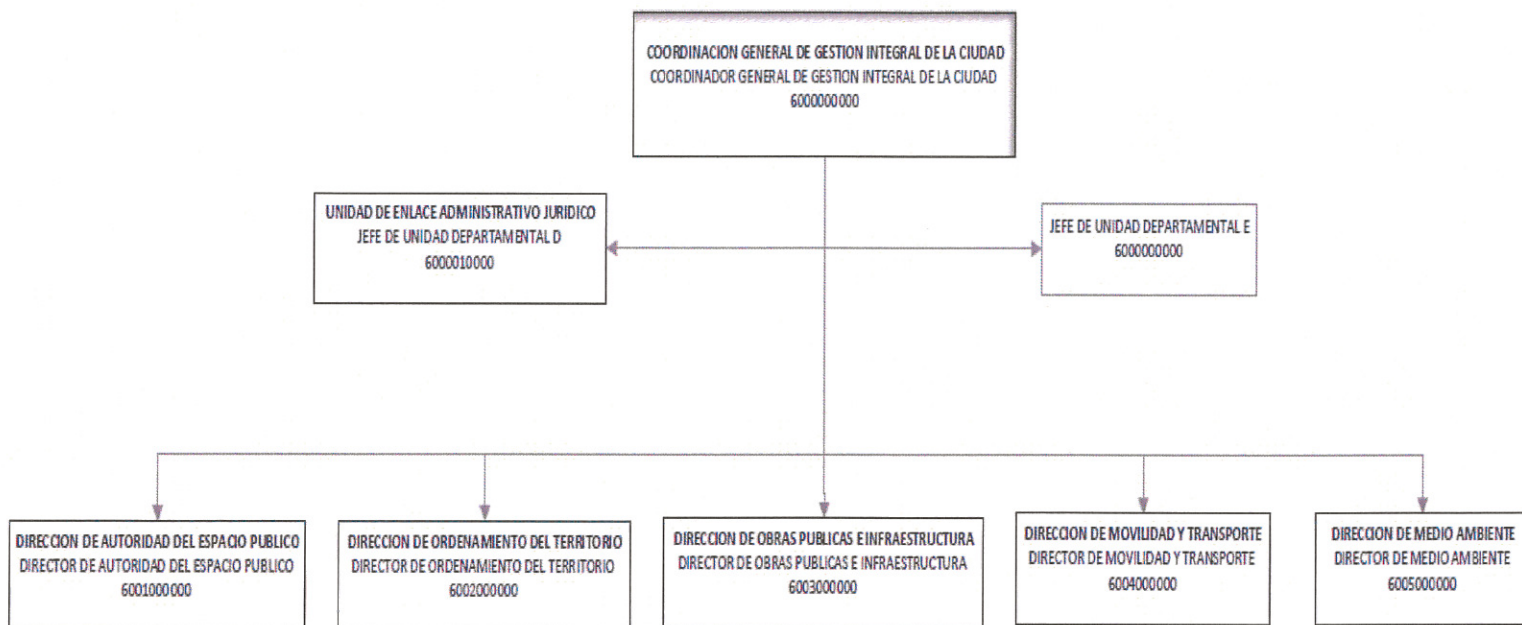 COORDINACION GENERAL DE GESTION INTEGRAL DE LA CIUDAD
COORDINADOR GENERAL DE GESTION INTEGRAL DE LA CIUDAD
6000000000
UNIDAD DE ENLACE ADMINISTRATIVO JURIDICO
JEFE DE UNIDAD DEPARTAMENTAL D
6000010000
JEFE DE UNIDAD DEPARTAMENTAL E
6000000000
DIRECCION DE AUTORIDAD DEL ESPACIO PUBLICO
DIRECTOR DE AUTORIDAD DEL ESPACIO PUBLICO
6001000000
DIRECCION DE ORDENAMIENTO DEL TERRITORIO
DIRECTOR DE ORDENAMIENTO DEL TERRITORIO
6002000000
DIRECCION DE OBRAS PUBLICAS E INFRAESTRUCTURA
DIRECTOR DE OBRAS PUBLICAS E INFRAESTRUCTURA
6003000000
DIRECCION DE MOVILIDAD Y TRANSPORTE
DIRECTOR DE MOVILIDAD Y TRANSPORTE
6004000000
DIRECCION DE MEDIO AMBIENTE
DIRECTOR DE MEDIO AMBIENTE
6005000000